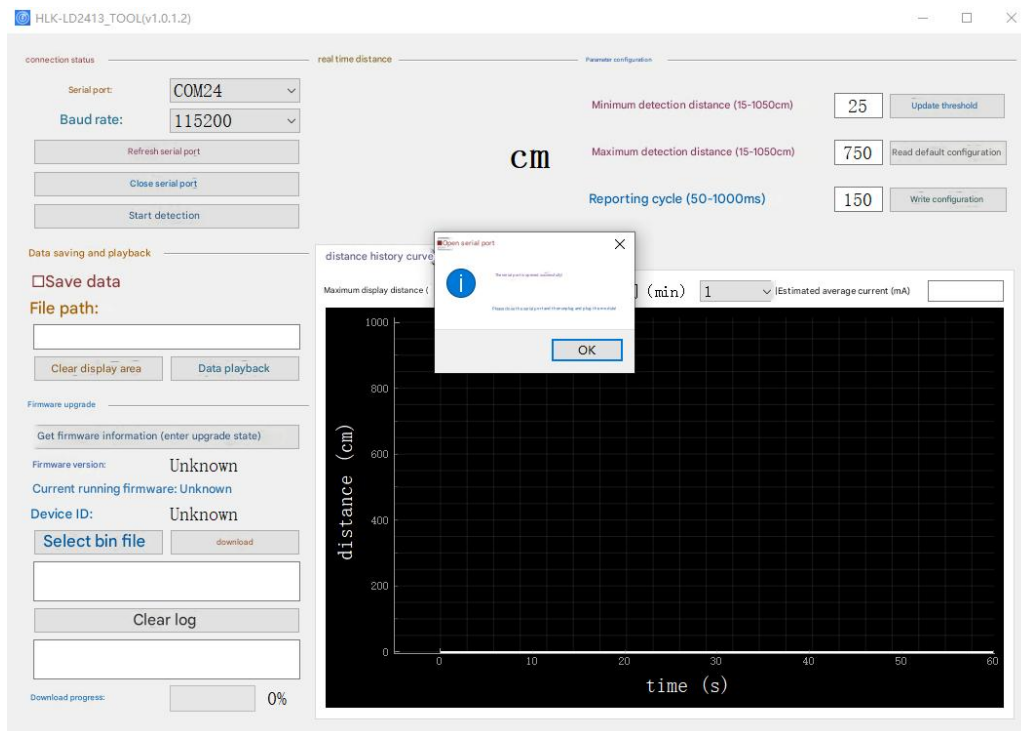 HLK-LD2413_TOOL(v1.0.1.2)
connection status
Serial port:
COM24
Baud rate:
115200
Refresh serial port
Close serial port
Start detection
Data saving and playback
Save data
File path:
Clear display area
Data playback
Firmware upgrade
Get firmware information (enter upgrade state)
Firmware version:
Unknown
Current running firmware: Unknown
Device ID:
Unknown
Select bin file
download
Clear log
Download progress:
0%
real time distance
cm
Parameter configuration
Minimum detection distance (15-1050cm)
25
Update threshold
Maximum detection distance (15-1050cm)
750
Read default configuration
Reporting cycle (50-1000ms)
150
Write configuration
Open serial port
OK
distance history curve
Maximum display distance (
(min)
1
Estimated average current (mA)
1000
800
600
400
200
0
distance (cm)
0 10 20 30 40 50 60
time (s)